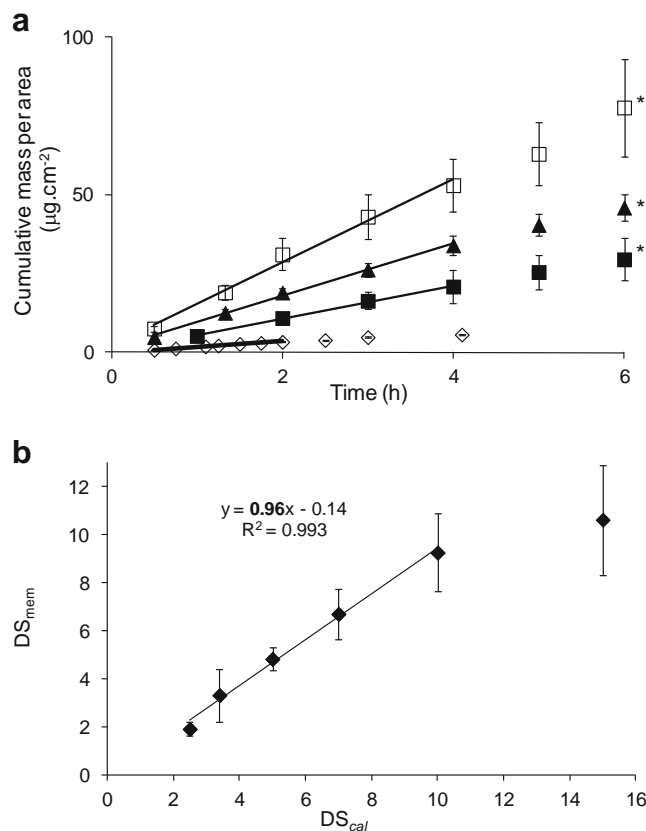 a
100
50
0
Cumulative mass per area
(μg.cm⁻²)
*
*
*
0 2 4 6
Time (h)
b
12
10
8
6
4
2
0
DSmem
y = 0.96x - 0.14
R² = 0.993
0 2 4 6 8 10 12 14 16
DScal